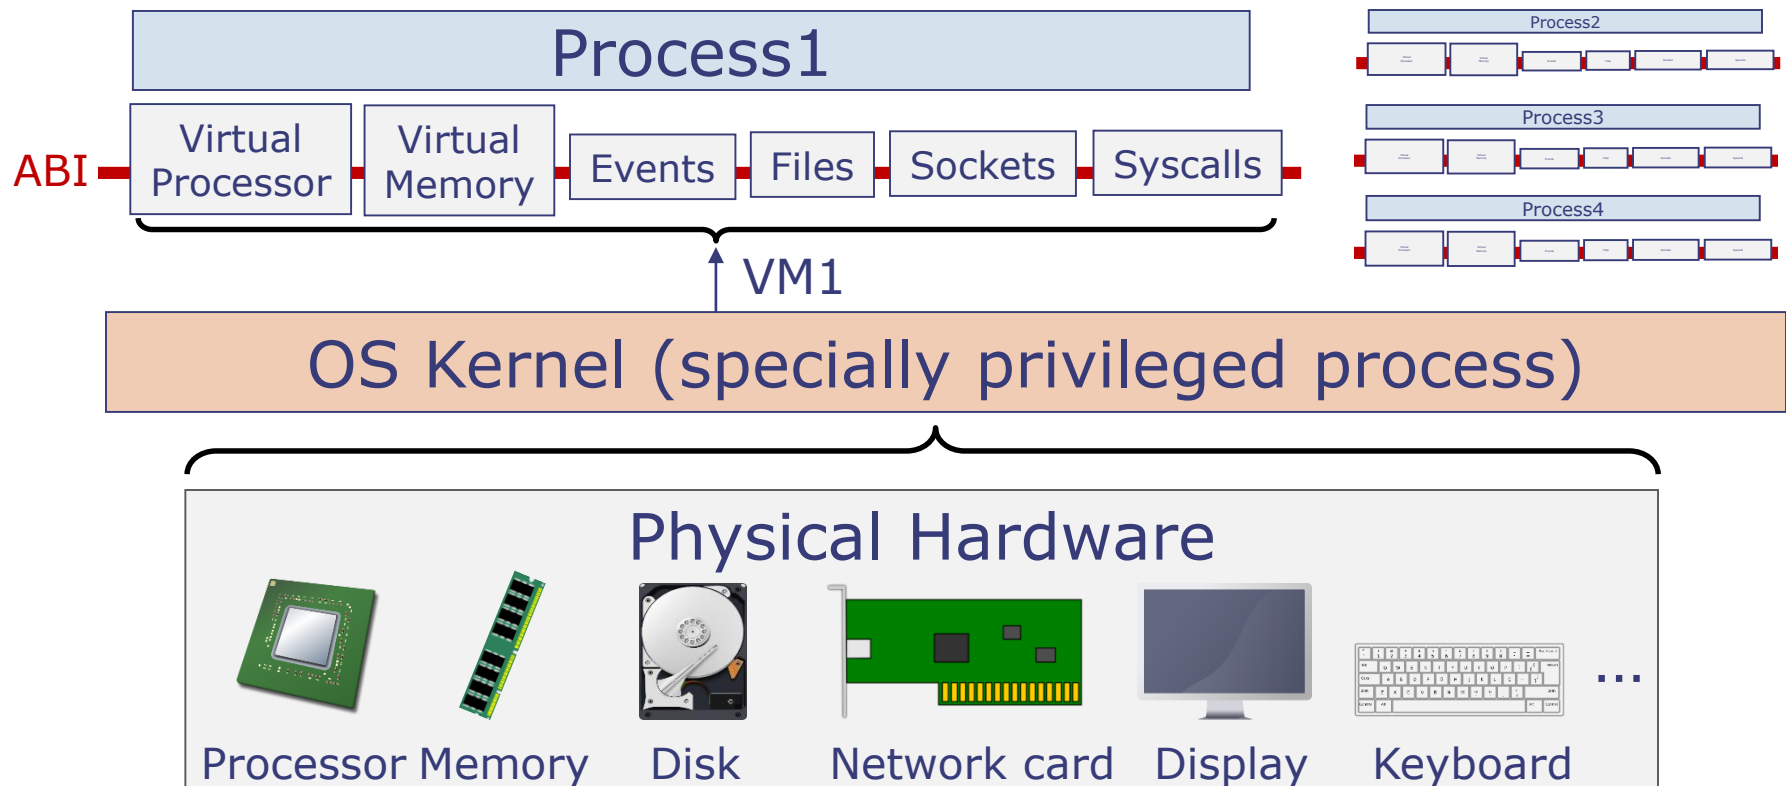 Process1
ABI
Virtual
Processor
Virtual
Memory
Events
Files
Sockets
Syscalls
VM1
Process2
Process3
Process4
OS Kernel (specially privileged process)
Physical Hardware
Processor
Memory
Disk
Network card
Display
Keyboard
...